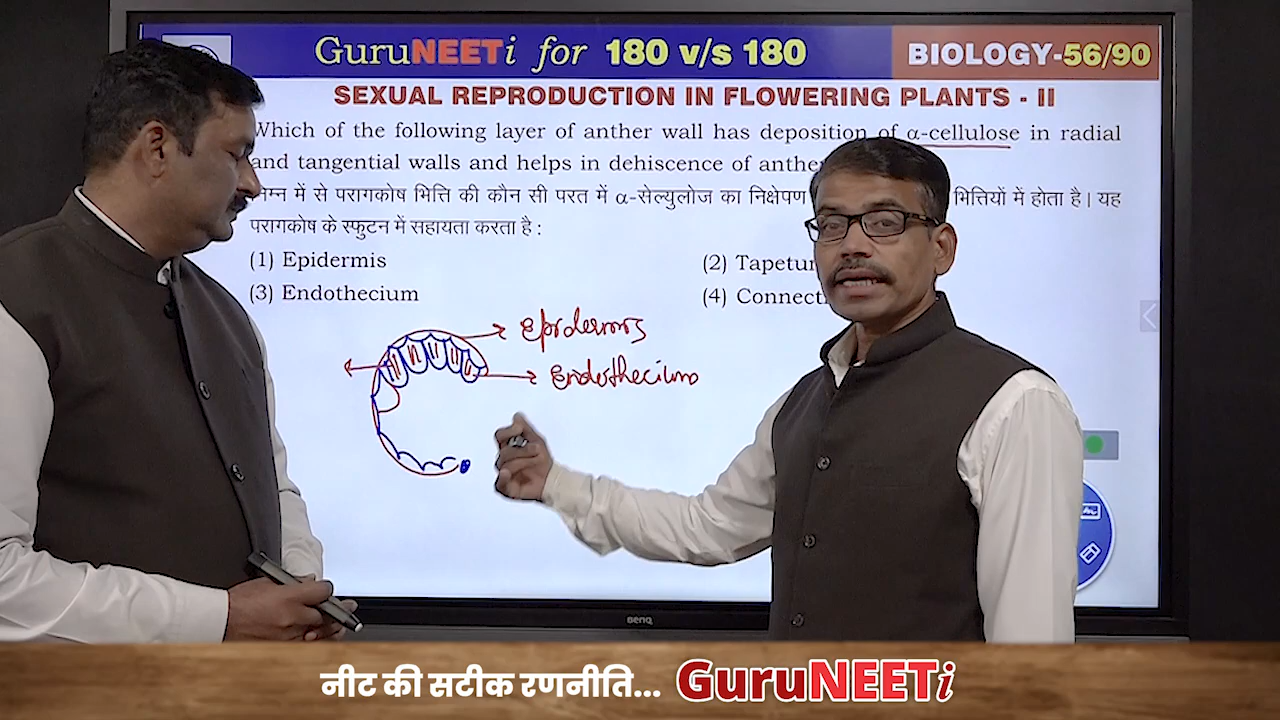 GuruNEETi for 180 v/s 180
BIOLOGY-56/90
SEXUAL REPRODUCTION IN FLOWERING PLANTS - II
Which of the following layer of anther wall has deposition of α-cellulose in radial
and tangential walls and helps in dehiscence of anther
में से परागकोष भित्ति की कौन सी परत में α-सेल्युलोज का निक्षेपण भित्तियों में होता है। यह
परागकोष के स्फुटन में सहायता करता है :
(1) Epidermis
(2) Tapetu
(3) Endothecium
(4) Connect
Epidermis
Endothecium
BenQ
नीट की सटीक रणनीति... GuruNEETi